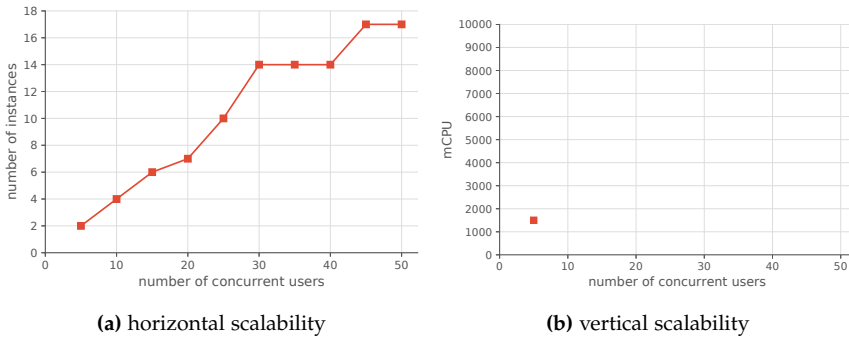 18
16
14
12
10
8
6
4
2
0
number of instances
0 10 20 30 40 50
number of concurrent users
(a) horizontal scalability
10000
9000
8000
7000
6000
5000
4000
3000
2000
1000
0
mCPU
0 10 20 30 40 50
number of concurrent users
(b) vertical scalability